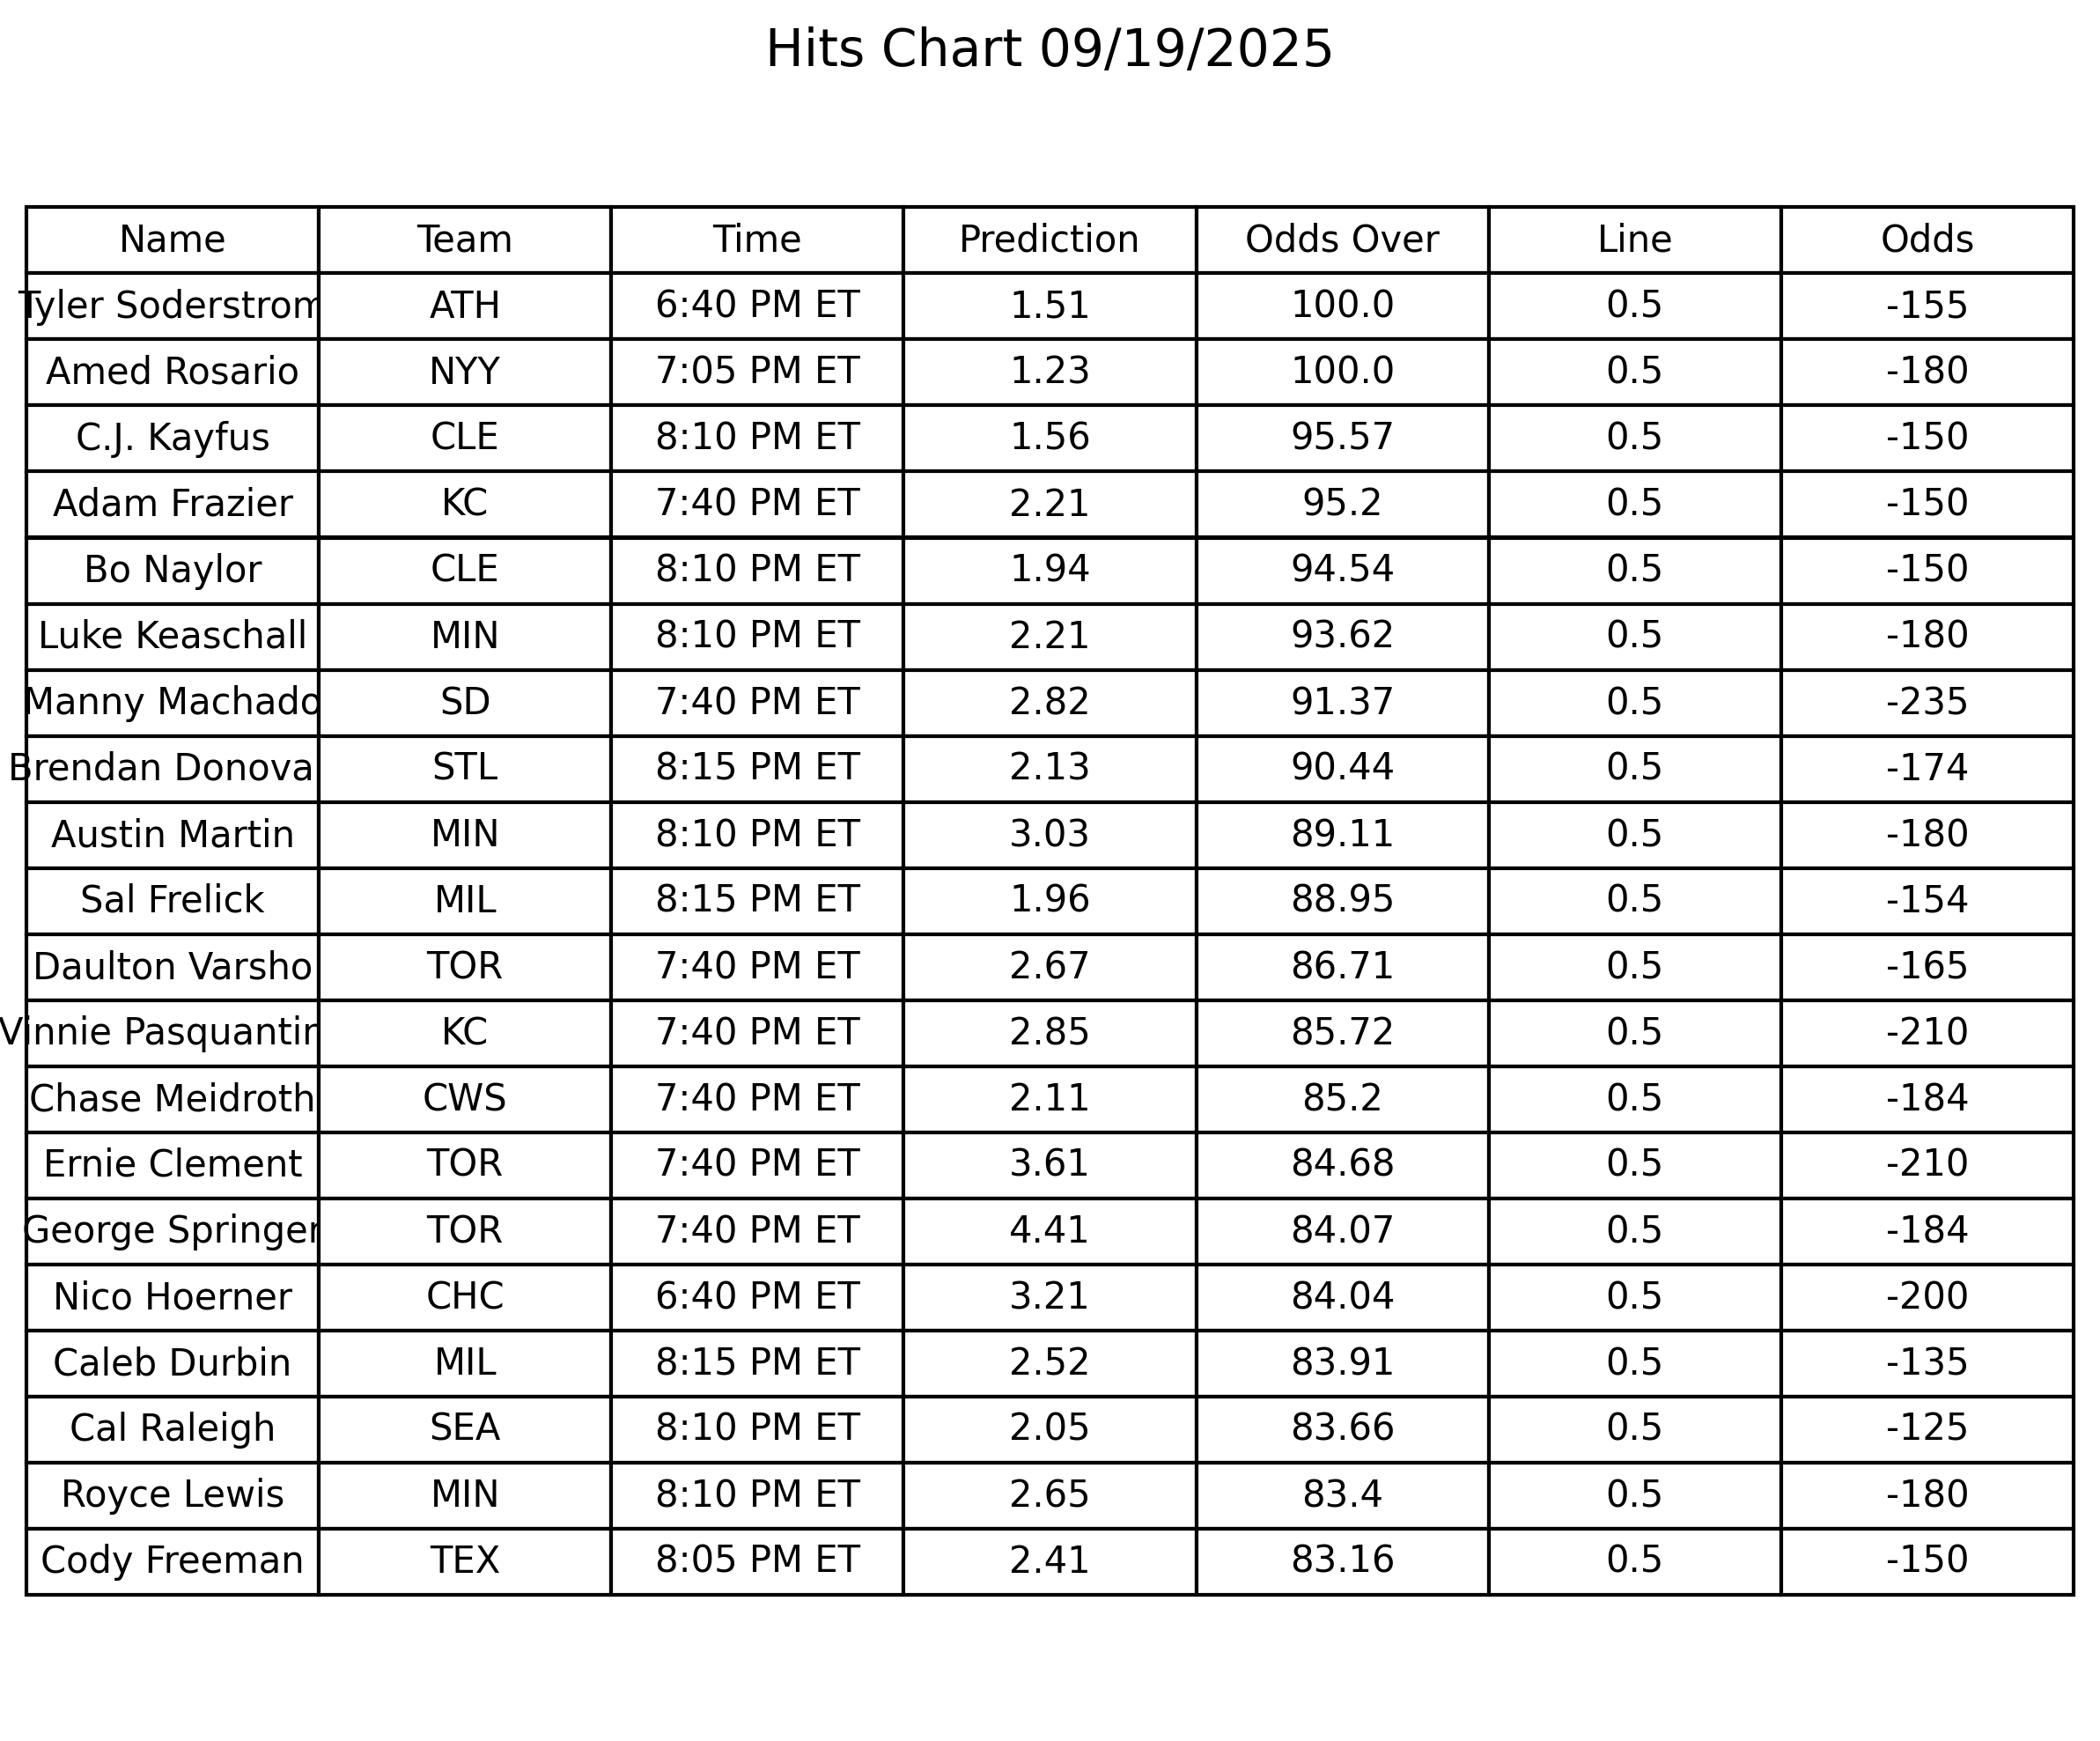 Hits Chart 09/19/2025
Name Team Time Prediction Odds Over Line Odds
Tyler Soderstrom ATH 6:40 PM ET 1.51 100.0 0.5 -155
Amed Rosario NYY 7:05 PM ET 1.23 100.0 0.5 -180
C.J. Kayfus CLE 8:10 PM ET 1.56 95.57 0.5 -150
Adam Frazier KC 7:40 PM ET 2.21 95.2 0.5 -150
Bo Naylor CLE 8:10 PM ET 1.94 94.54 0.5 -150
Luke Keaschall MIN 8:10 PM ET 2.21 93.62 0.5 -180
Manny Machado SD 7:40 PM ET 2.82 91.37 0.5 -235
Brendan Donova STL 8:15 PM ET 2.13 90.44 0.5 -174
Austin Martin MIN 8:10 PM ET 3.03 89.11 0.5 -180
Sal Frelick MIL 8:15 PM ET 1.96 88.95 0.5 -154
Daulton Varsho TOR 7:40 PM ET 2.67 86.71 0.5 -165
Vinnie Pasquantin KC 7:40 PM ET 2.85 85.72 0.5 -210
Chase Meidroth CWS 7:40 PM ET 2.11 85.2 0.5 -184
Ernie Clement TOR 7:40 PM ET 3.61 84.68 0.5 -210
George Springer TOR 7:40 PM ET 4.41 84.07 0.5 -184
Nico Hoerner CHC 6:40 PM ET 3.21 84.04 0.5 -200
Caleb Durbin MIL 8:15 PM ET 2.52 83.91 0.5 -135
Cal Raleigh SEA 8:10 PM ET 2.05 83.66 0.5 -125
Royce Lewis MIN 8:10 PM ET 2.65 83.4 0.5 -180
Cody Freeman TEX 8:05 PM ET 2.41 83.16 0.5 -150